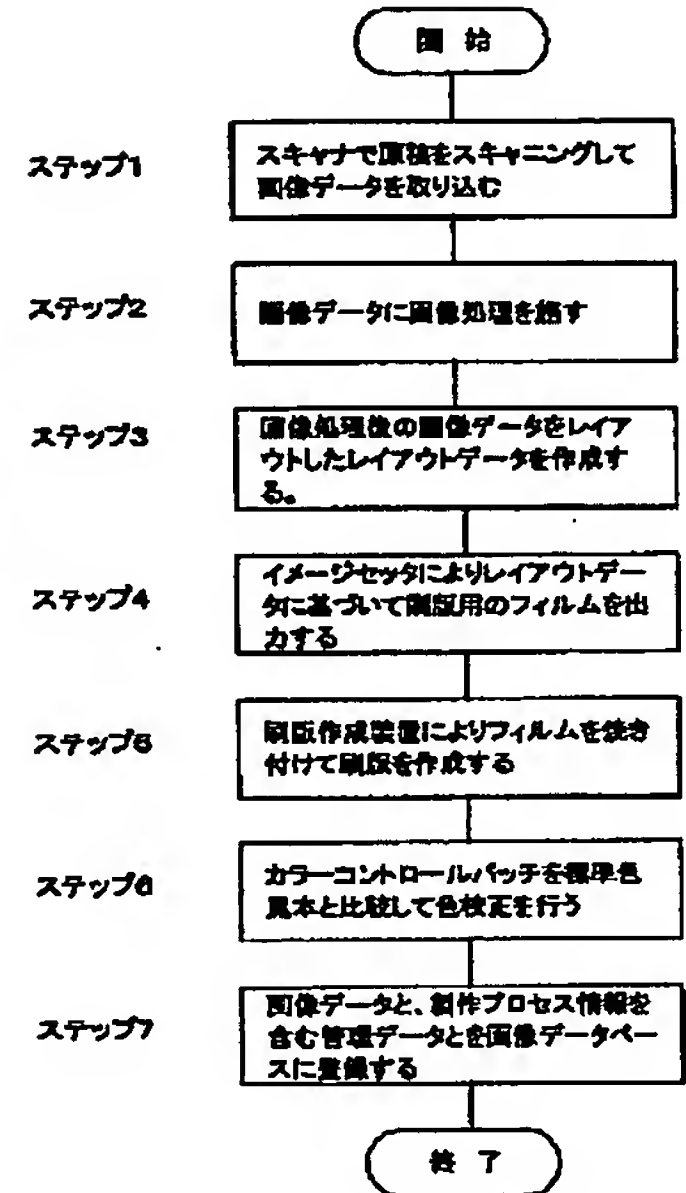 開 始
ステップ1
スキャナで原稿をスキャニングして
画像データを取り込む
ステップ2
画像データに画像処理を施す
ステップ3
画像処理後の画像データをレイア
ウトしたレイアウトデータを作成す
る。
ステップ4
イメージセッタによりレイアウトデー
タに基づいて刷版用のフィルムを出
力する
ステップ5
刷版作成装置によりフィルムを焼き
付けて刷版を作成する
ステップ6
カラーコントロールパッチを標準色
見本と比較して色検正を行う
ステップ7
画像データと、制作プロセス情報を
含む管理データとを画像データベー
スに登録する
終 了